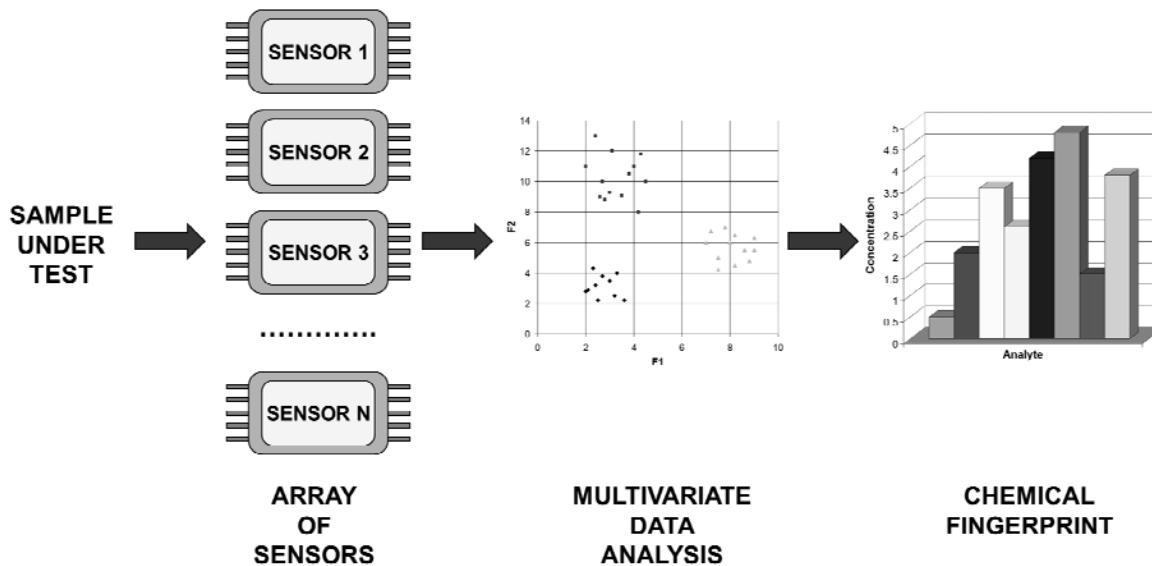 SAMPLE
UNDER
TEST
SENSOR 1
SENSOR 2
SENSOR 3
SENSOR N
ARRAY
OF
SENSORS
14
12
10
8
6
4
2
0
F2
0 2 4 6 8 10
F1
MULTIVARIATE
DATA
ANALYSIS
5
4.5
4
3.5
3
2.5
2
1.5
1
0.5
0
Concentration
Analyte
CHEMICAL
FINGERPRINT